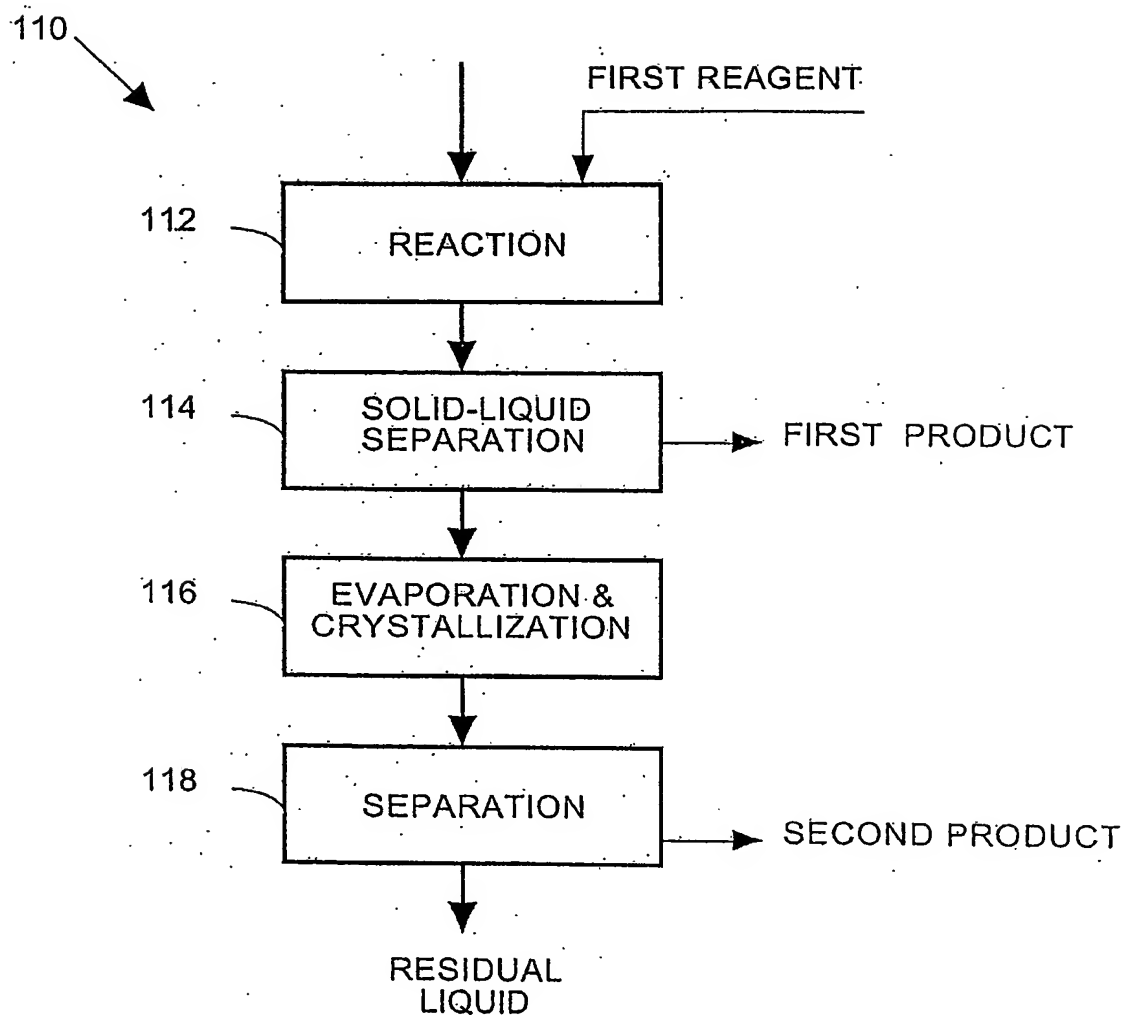 110
FIRST REAGENT
112
REACTION
114
SOLID-LIQUID
SEPARATION
FIRST PRODUCT
116
EVAPORATION &
CRYSTALLIZATION
118
SEPARATION
SECOND PRODUCT
RESIDUAL
LIQUID